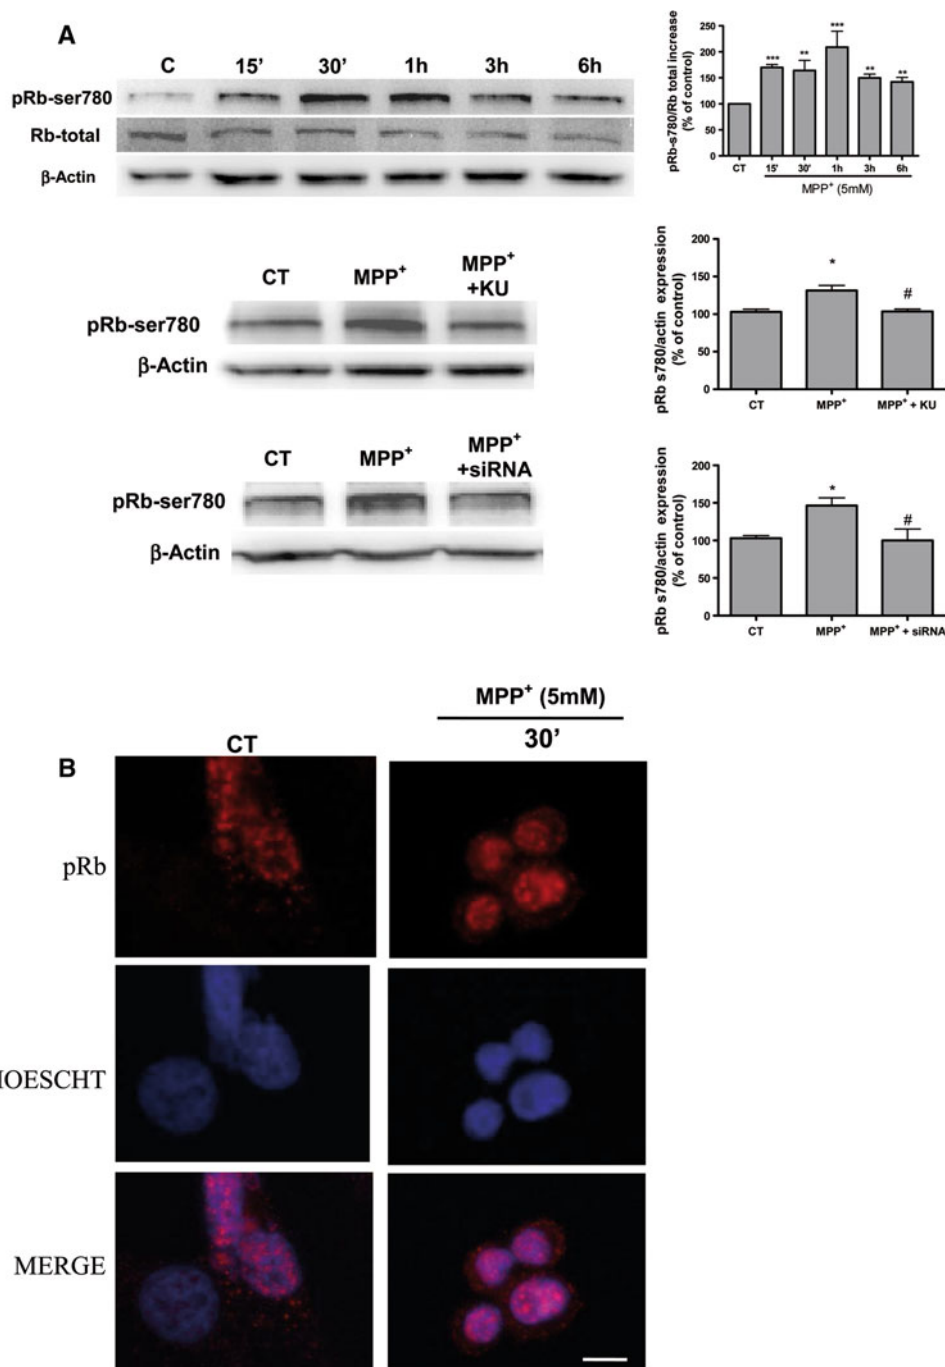 A
C 15' 30' 1h 3h 6h
pRb-ser780
Rb-total
β-Actin
pRb-s780/Rb total increase
(% of control)
250
200
150
100
50
0
***
**
***
**
**
CT 15' 30' 1h 3h 6h
MPP+ (5mM)
CT MPP+ MPP+
+KU
pRb-ser780
β-Actin
pRb s780/actin expression
(% of control)
200
150
100
50
0
*
#
CT MPP+ MPP+ + KU
CT MPP+ MPP+
+siRNA
pRb-ser780
β-Actin
pRb s780/actin expression
(% of control)
200
150
100
50
0
*
#
CT MPP+ MPP+ + siRNA
MPP+ (5mM)
CT 30'
B
pRb
HOESCHT
MERGE